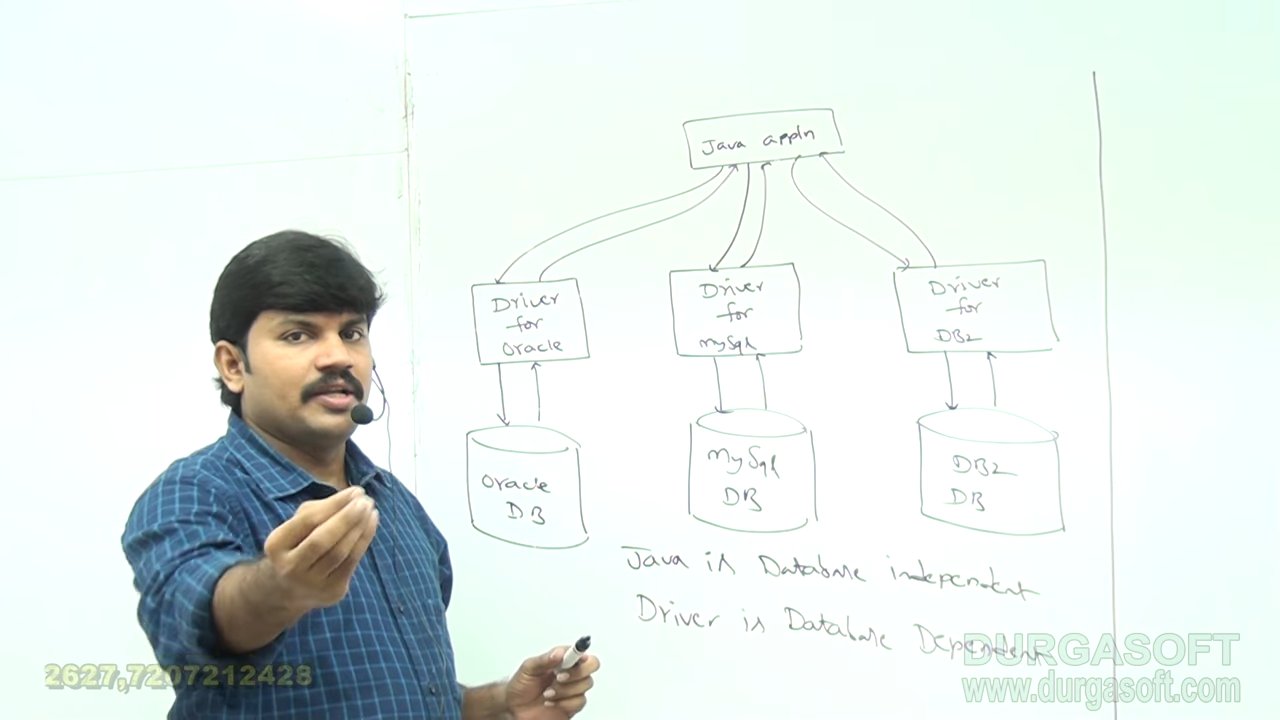 Java appln
Driver
for
Oracle
Driver
for
MySql
Driver
for
DB2
Oracle
DB
MySql
DB
DB2
DB
Java is Database independent
Driver is Database Dependent
DURGASOFT
www.durgasoft.com
2627,7207212428